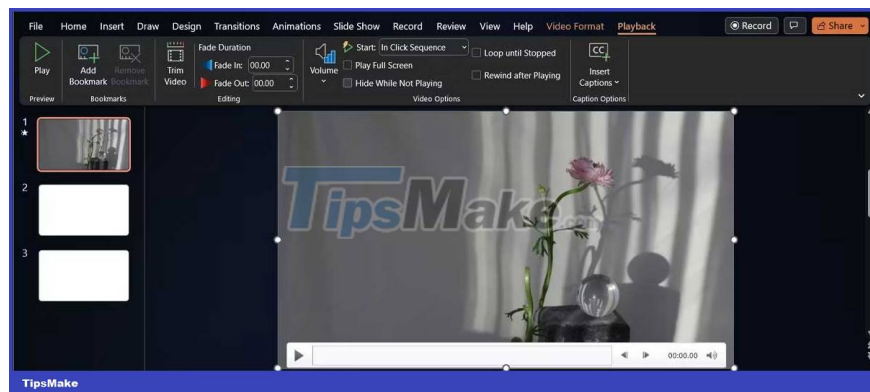 File Home Insert Draw Design Transitions Animations Slide Show Record Review View Help Video Format Playback Record Share
Fade Duration
Start: In Click Sequence
Loop until Stopped
CC
Fade In: 00.00
Play Full Screen
Play
Add
Remove
Trim
Volume
Rewind after Playing
Insert
Bookmark Bookmark
Video
Fade Out: 00.00
Hide While Not Playing
Captions
Preview
Bookmarks
Editing
Video Options
Caption Options
1
TipsMake.com
2
3
00:00.00
TipsMake